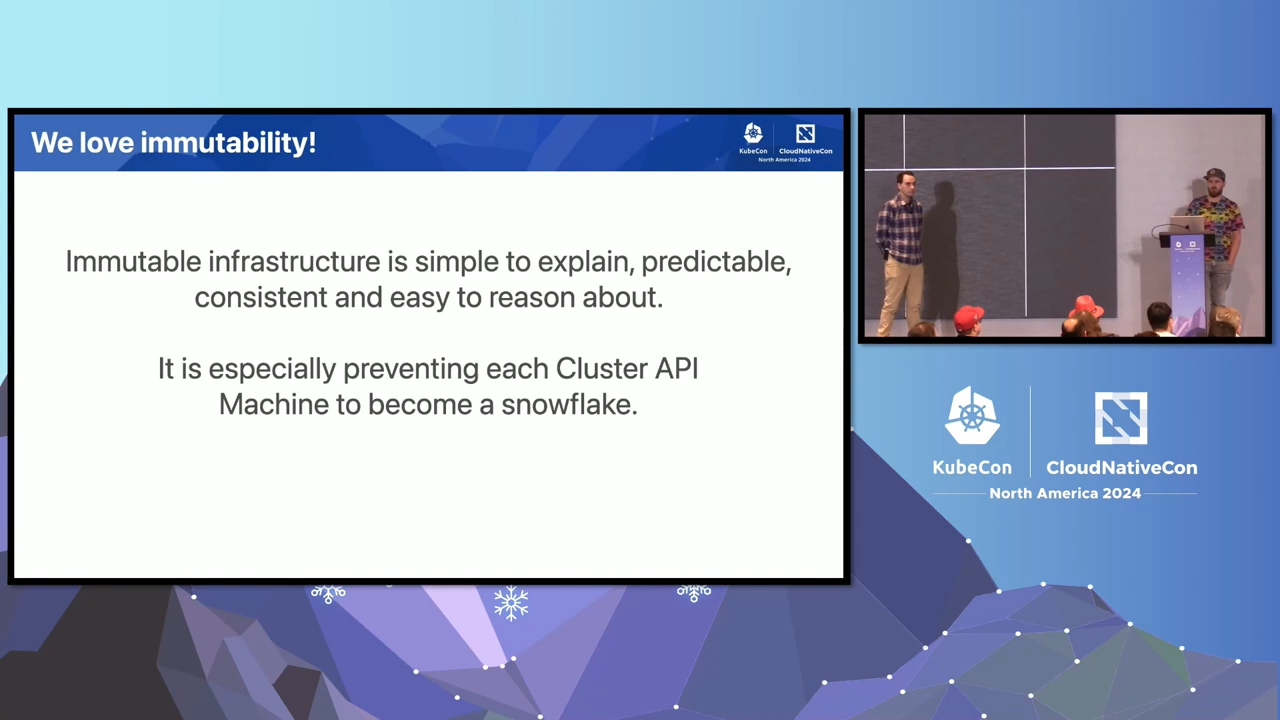 We love immutability!
KubeCon
CloudNativeCon
North America 2024
Immutable infrastructure is simple to explain, predictable,
consistent and easy to reason about.
It is especially preventing each Cluster API
Machine to become a snowflake.
KubeCon
CloudNativeCon
North America 2024